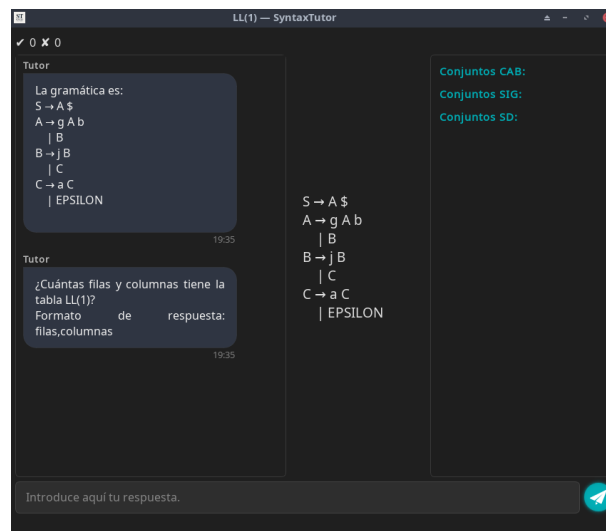 ST
LL(1) — SyntaxTutor
✔ 0 ✘ 0
Tutor
La gramática es:
S → A $
A → g A b
| B
B → j B
| C
C → a C
| EPSILON
19:35
Tutor
¿Cuántas filas y columnas tiene la
tabla LL(1)?
Formato de respuesta:
filas,columnas
19:35
S → A $
A → g A b
| B
B → j B
| C
C → a C
| EPSILON
Conjuntos CAB:
Conjuntos SIG:
Conjuntos SD:
Introduce aquí tu respuesta.